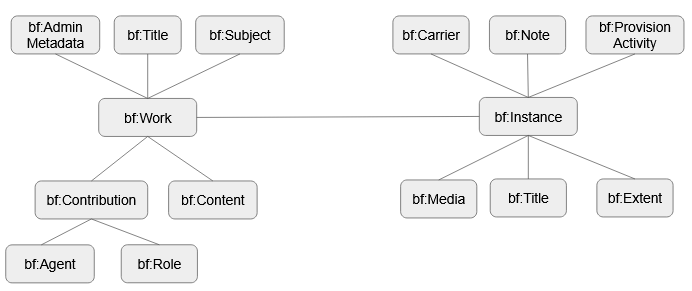 bf:Admin
Metadata
bf:Title
bf:Subject
bf:Carrier
bf:Note
bf:Provision
Activity
bf:Work
bf:Instance
bf:Contribution
bf:Content
bf:Media
bf:Title
bf:Extent
bf:Agent
bf:Role